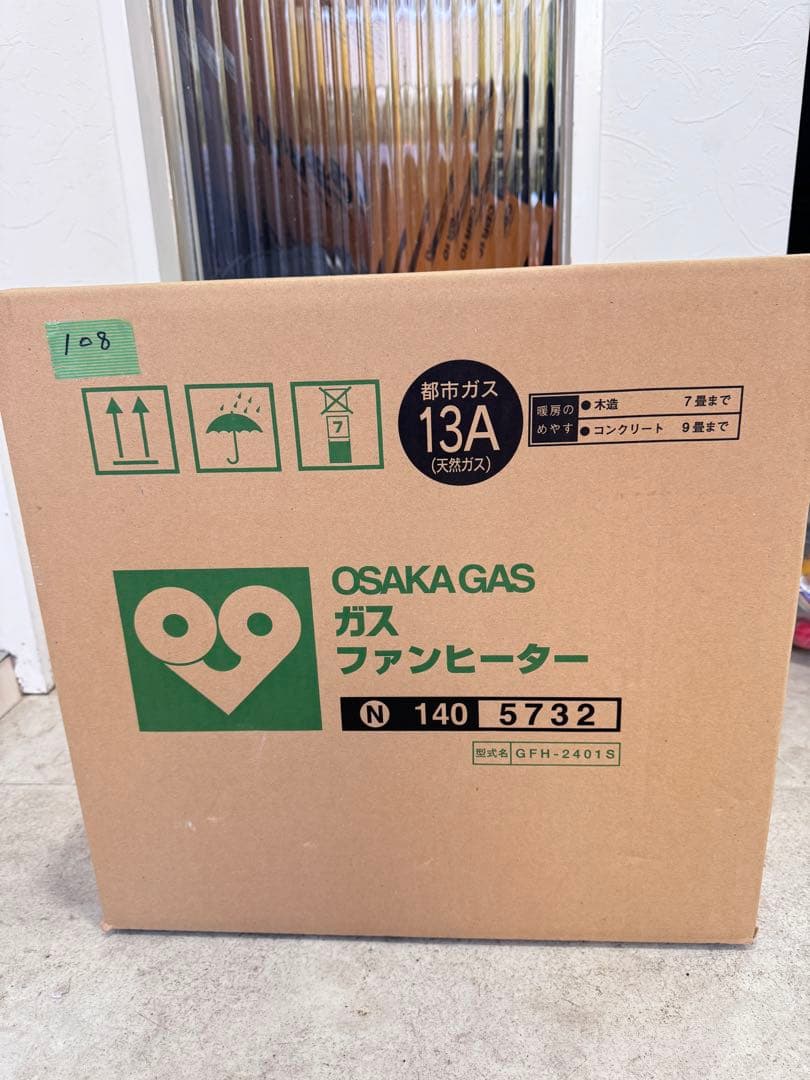 108
7
都市ガス
13A
(天然ガス)
暖房の
めやす
●木造 7畳まで
●コンクリート 9畳まで
OSAKA GAS
ガス
ファンヒーター
N 140 5732
型式名 GFH-2401S